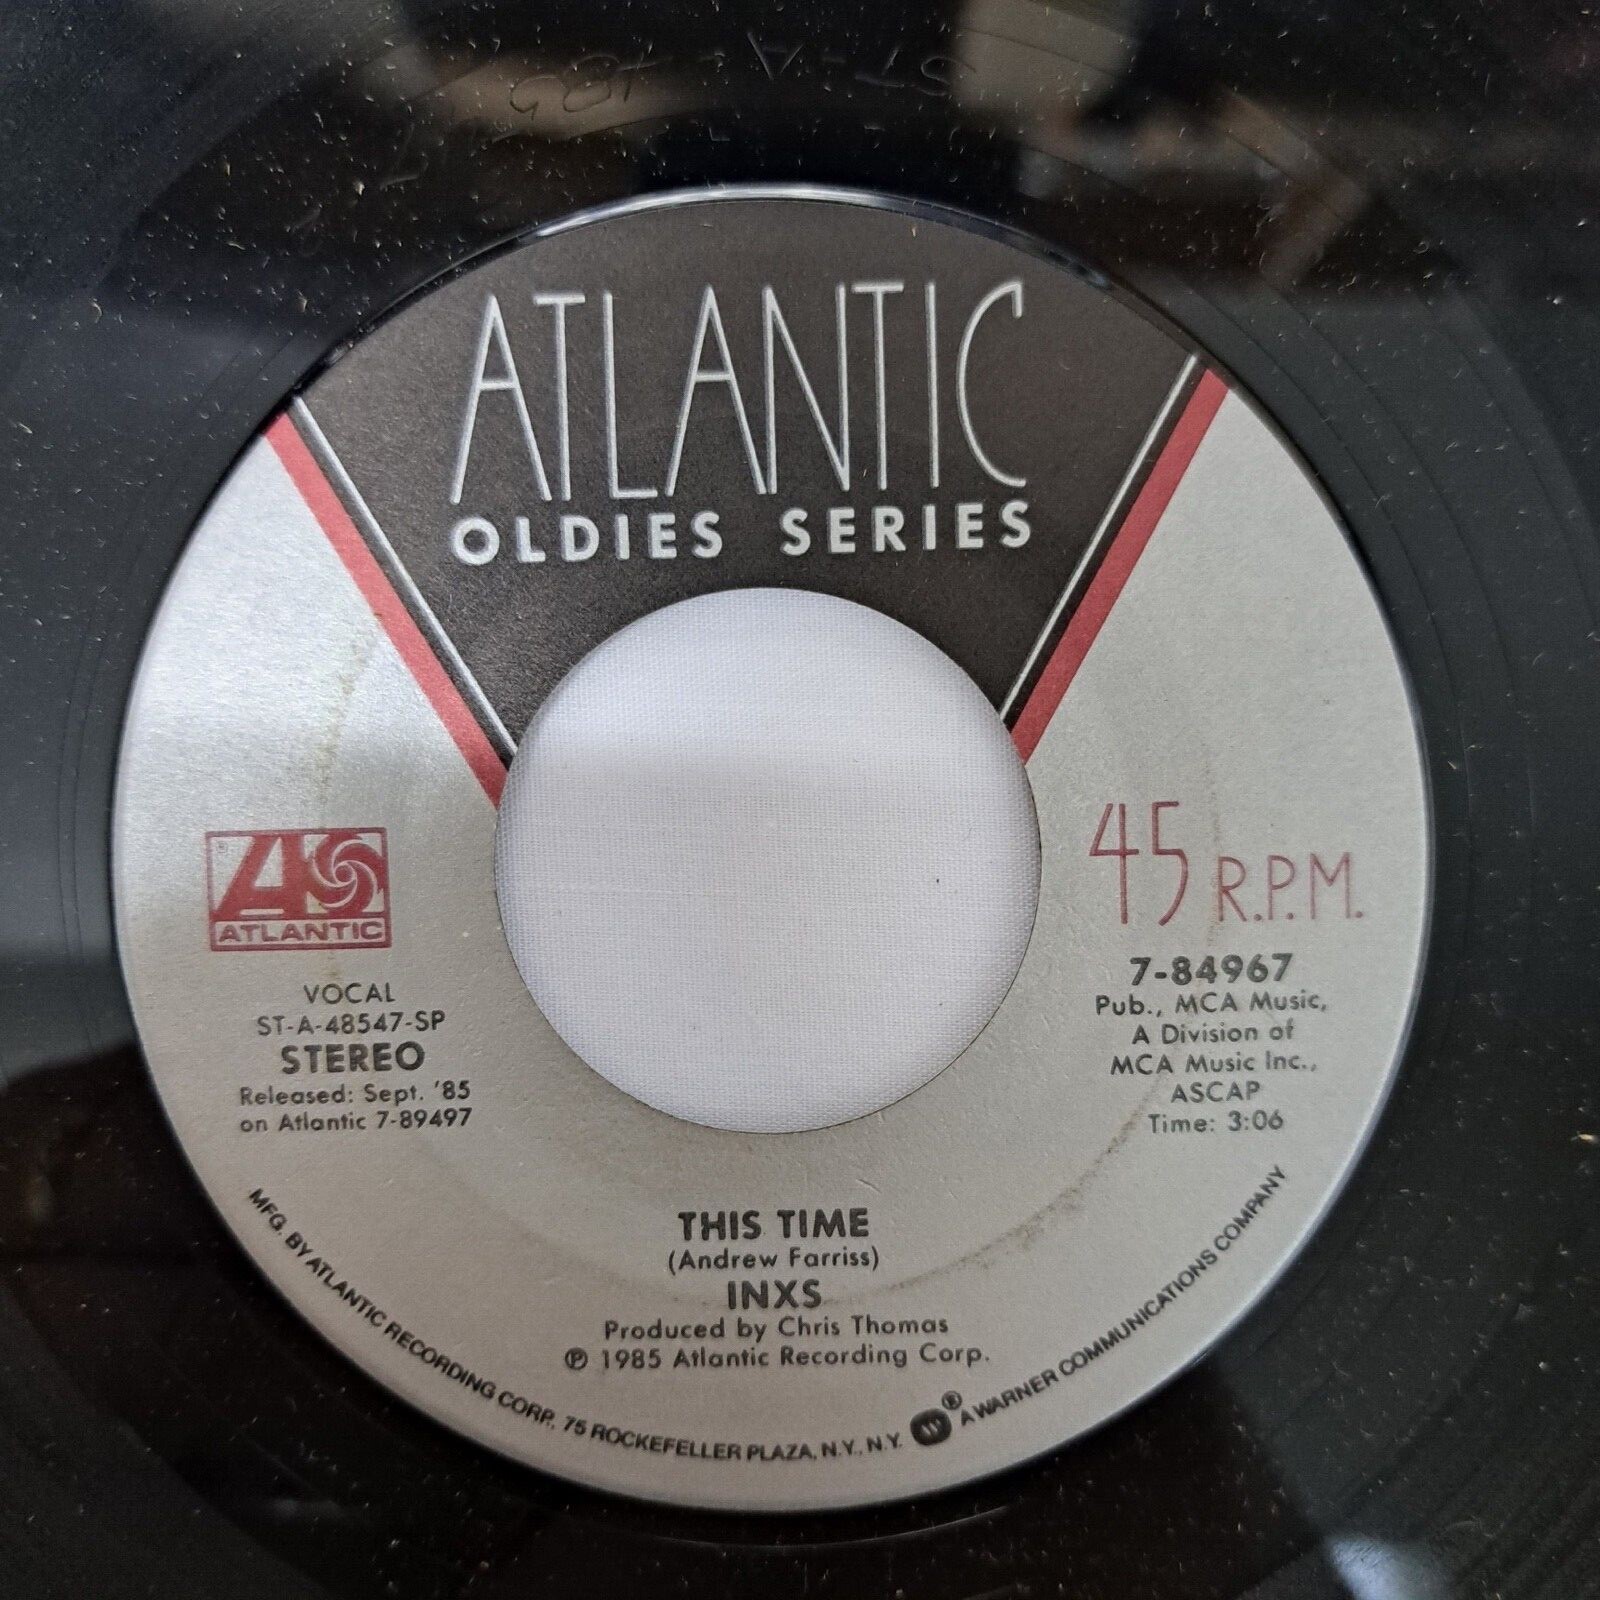 ATLANTIC
OLDIES SERIES
ATLANTIC
VOCAL
ST-A-48547-SP
STEREO
Released: Sept. '85
on Atlantic 7-89497
45 R.P.M.
7-84967
Pub., MCA Music,
A Division of
MCA Music Inc.,
ASCAP
Time: 3:06
THIS TIME
(Andrew Farriss)
INXS
Produced by Chris Thomas
℗ 1985 Atlantic Recording Corp.
MFG. BY ATLANTIC RECORDING CORP., 75 ROCKEFELLER PLAZA, N.Y., N.Y. ® A WARNER COMMUNICATIONS COMPANY